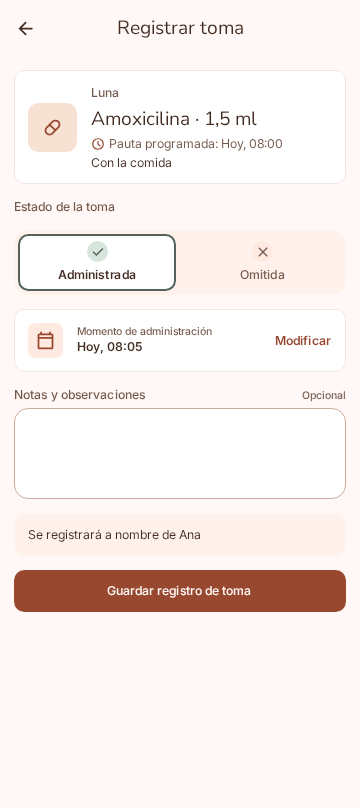 Registrar toma
Luna
Amoxicilina · 1,5 ml
Pauta programada: Hoy, 08:00
Con la comida
Estado de la toma
Administrada
Omitida
Momento de administración
Hoy, 08:05
Modificar
Notas y observaciones
Opcional
Se registrará a nombre de Ana
Guardar registro de toma